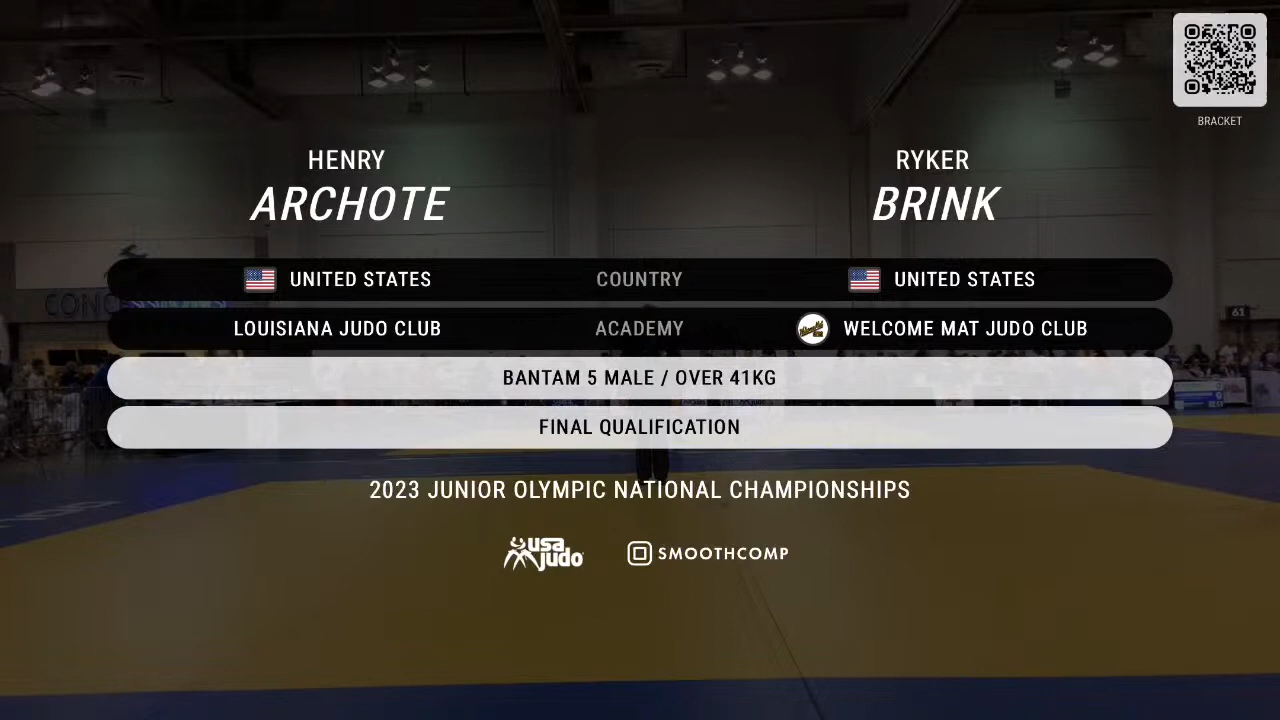 BRACKET
HENRY
ARCHOTE
RYKER
BRINK
UNITED STATES COUNTRY UNITED STATES
LOUISIANA JUDO CLUB ACADEMY WELCOME MAT JUDO CLUB
61
BANTAM 5 MALE / OVER 41KG
FINAL QUALIFICATION
2023 JUNIOR OLYMPIC NATIONAL CHAMPIONSHIPS
usa
judo
SMOOTHCOMP